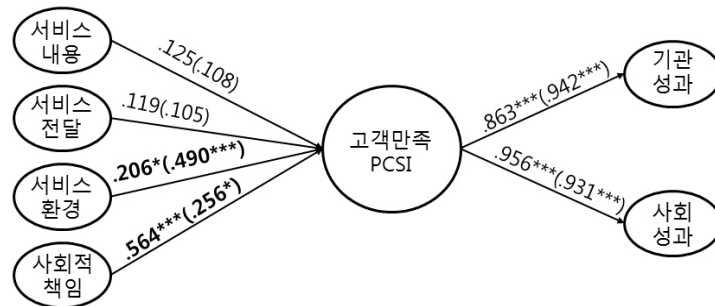 서비스
내용
.125(.108)
서비스
전달
.119(.105)
서비스
환경
.206*(.490***)
사회적
책임
.564***(.256*)
고객만족
PCSI
.863***(.942***)
기관
성과
.956***(.931***)
사회
성과